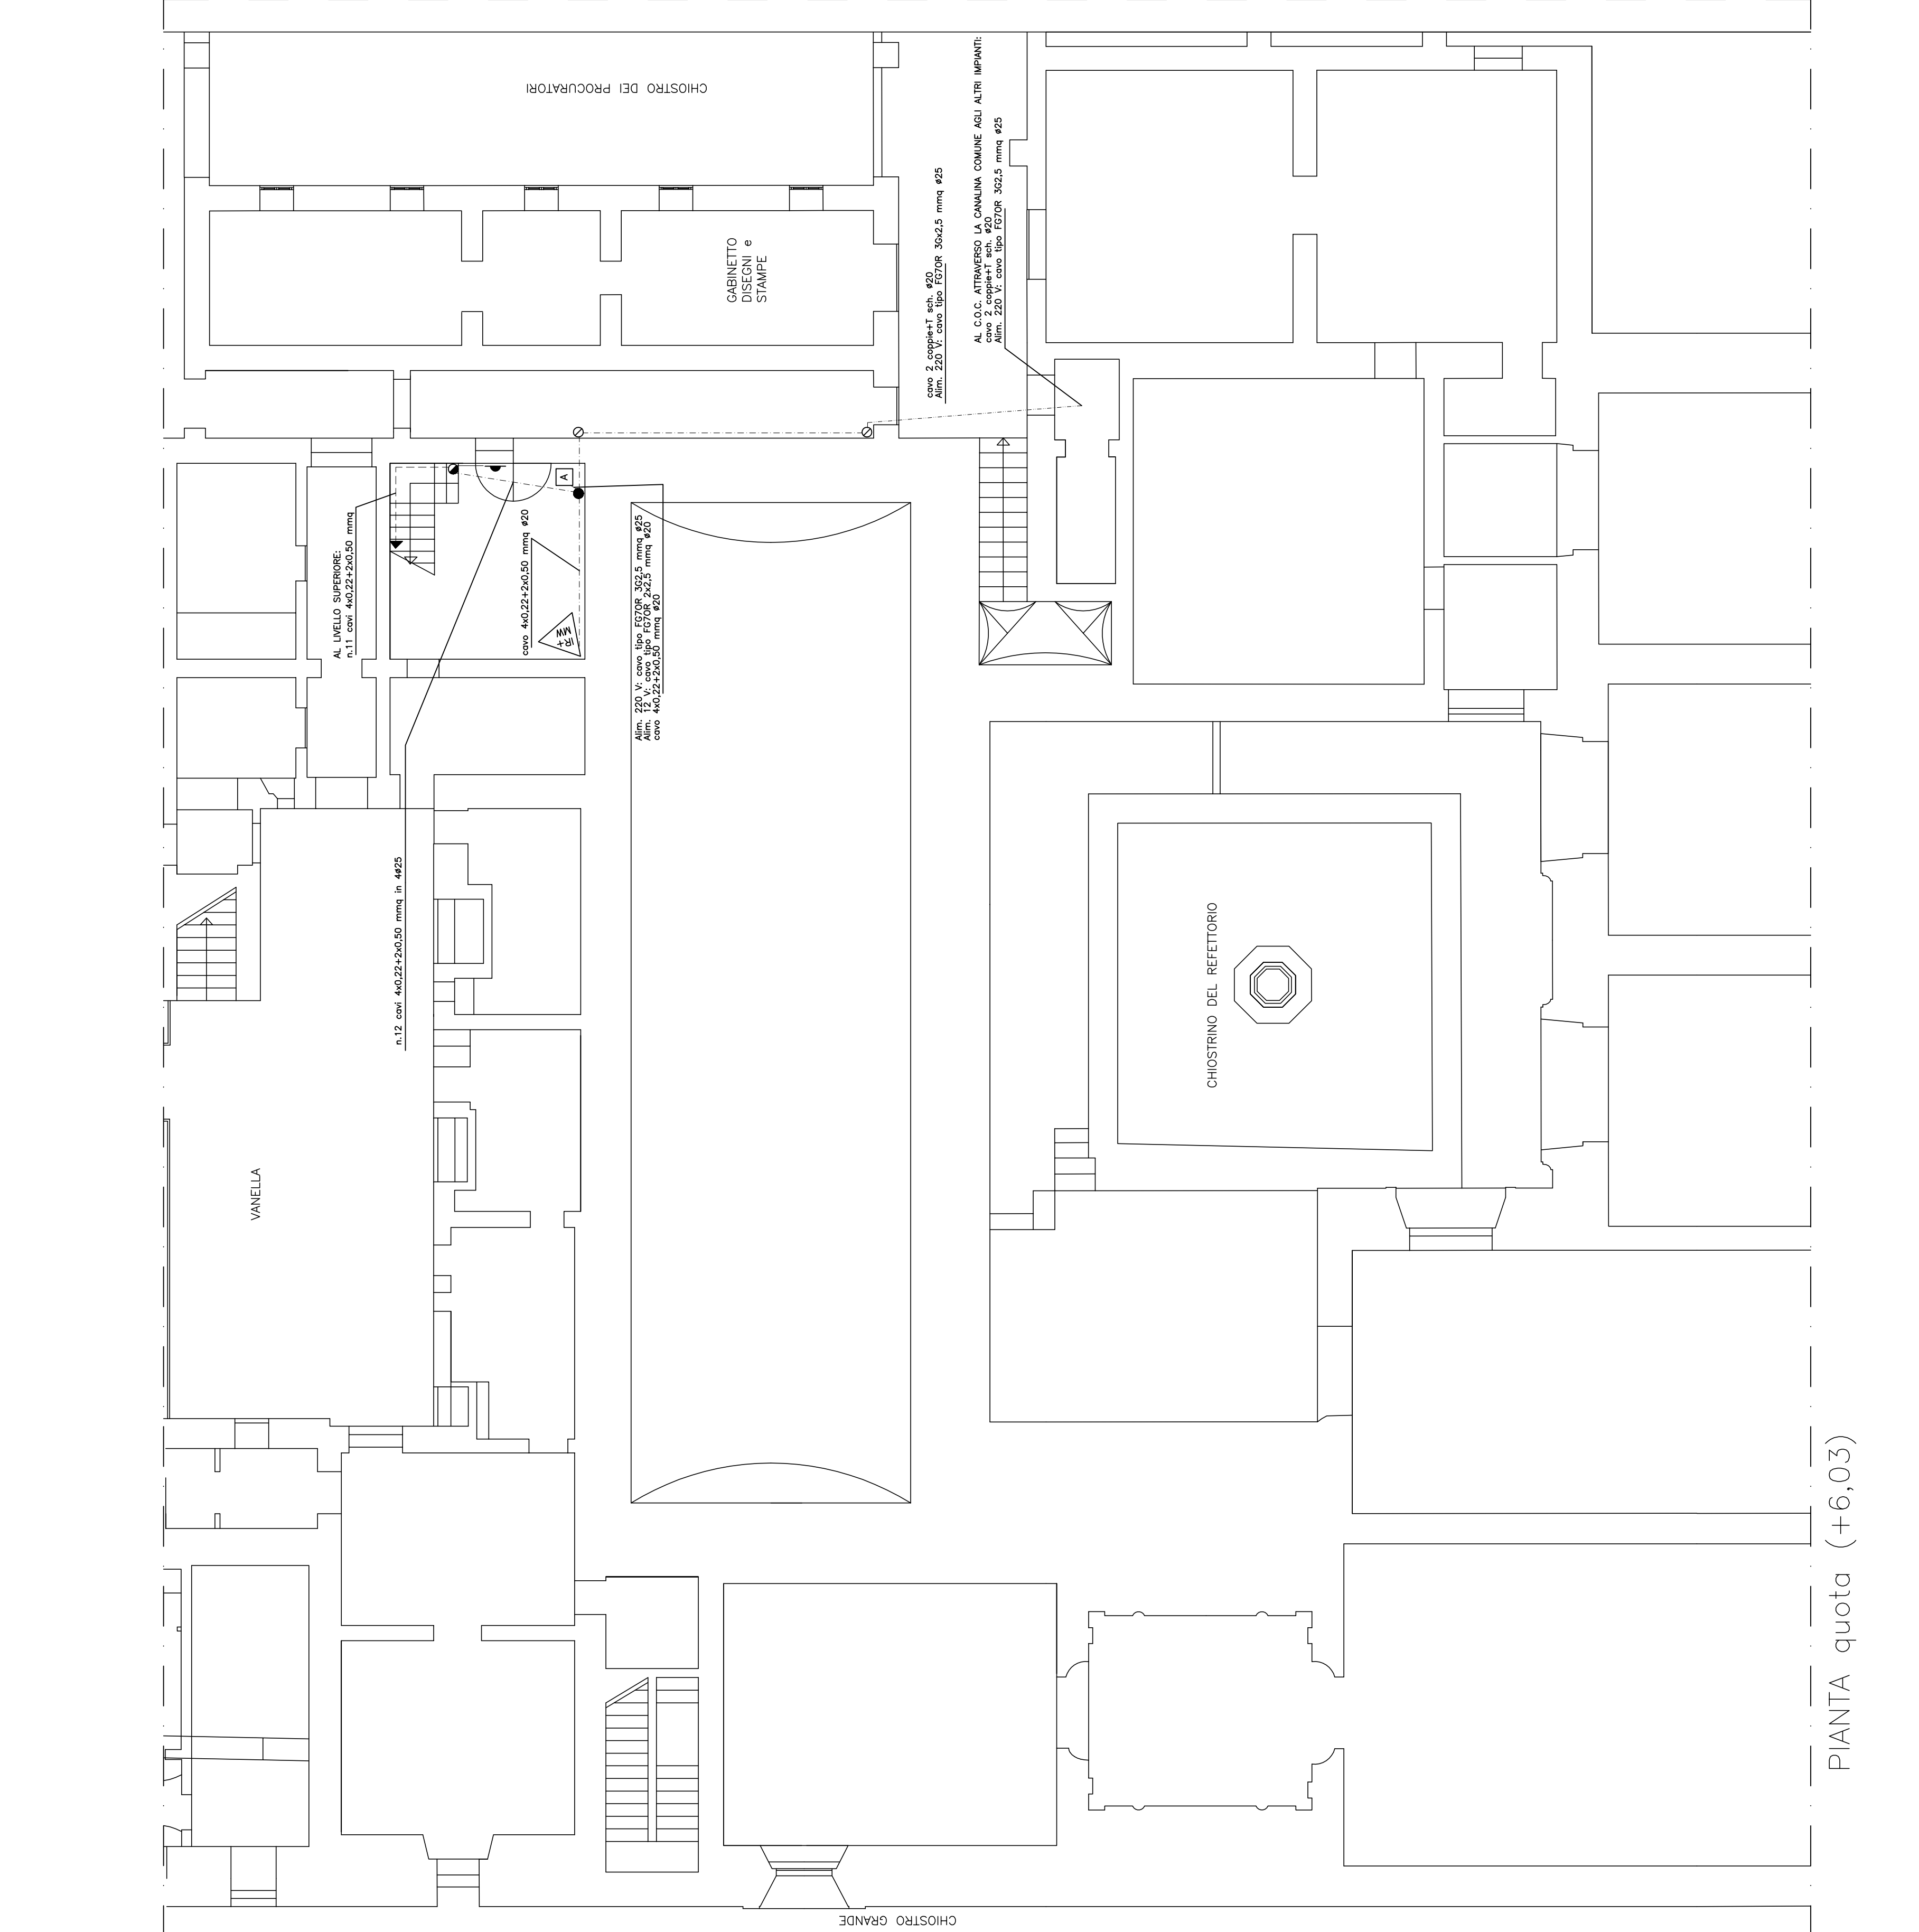 CHIOSTRO DEI PROCURATORI
GABINETTO
DISEGNI e
STAMPE
cavo 2 coppie+T sch. ø20
Alim. 220 V: cavo tipo FG7OR 3Gx2,5 mmq ø25
AL C.O.C. ATTRAVERSO LA CANALINA COMUNE AGLI ALTRI IMPIANTI:
cavo 2 coppie+T sch. ø20
Alim. 220 V: cavo tipo FG7OR 3G2,5 mmq ø25
AL LIVELLO SUPERIORE:
n.11 cavi 4x0,22+2x0,50 mmq
A
cavo 4x0,22+2x0,50 mmq ø20
IR+
MW
Alim. 220 V: cavo tipo FG7OR 3G2,5 mmq ø25
Alim. 12 V: cavo tipo FG7OR 2x2,5 mmq ø20
cavo 4x0,22+2x0,50 mmq ø20
n.12 cavi 4x0,22+2x0,50 mmq in 4ø25
VANELLA
CHIOSTRINO DEL REFETTORIO
CHIOSTRO GRANDE
PIANTA quota (+6,03)